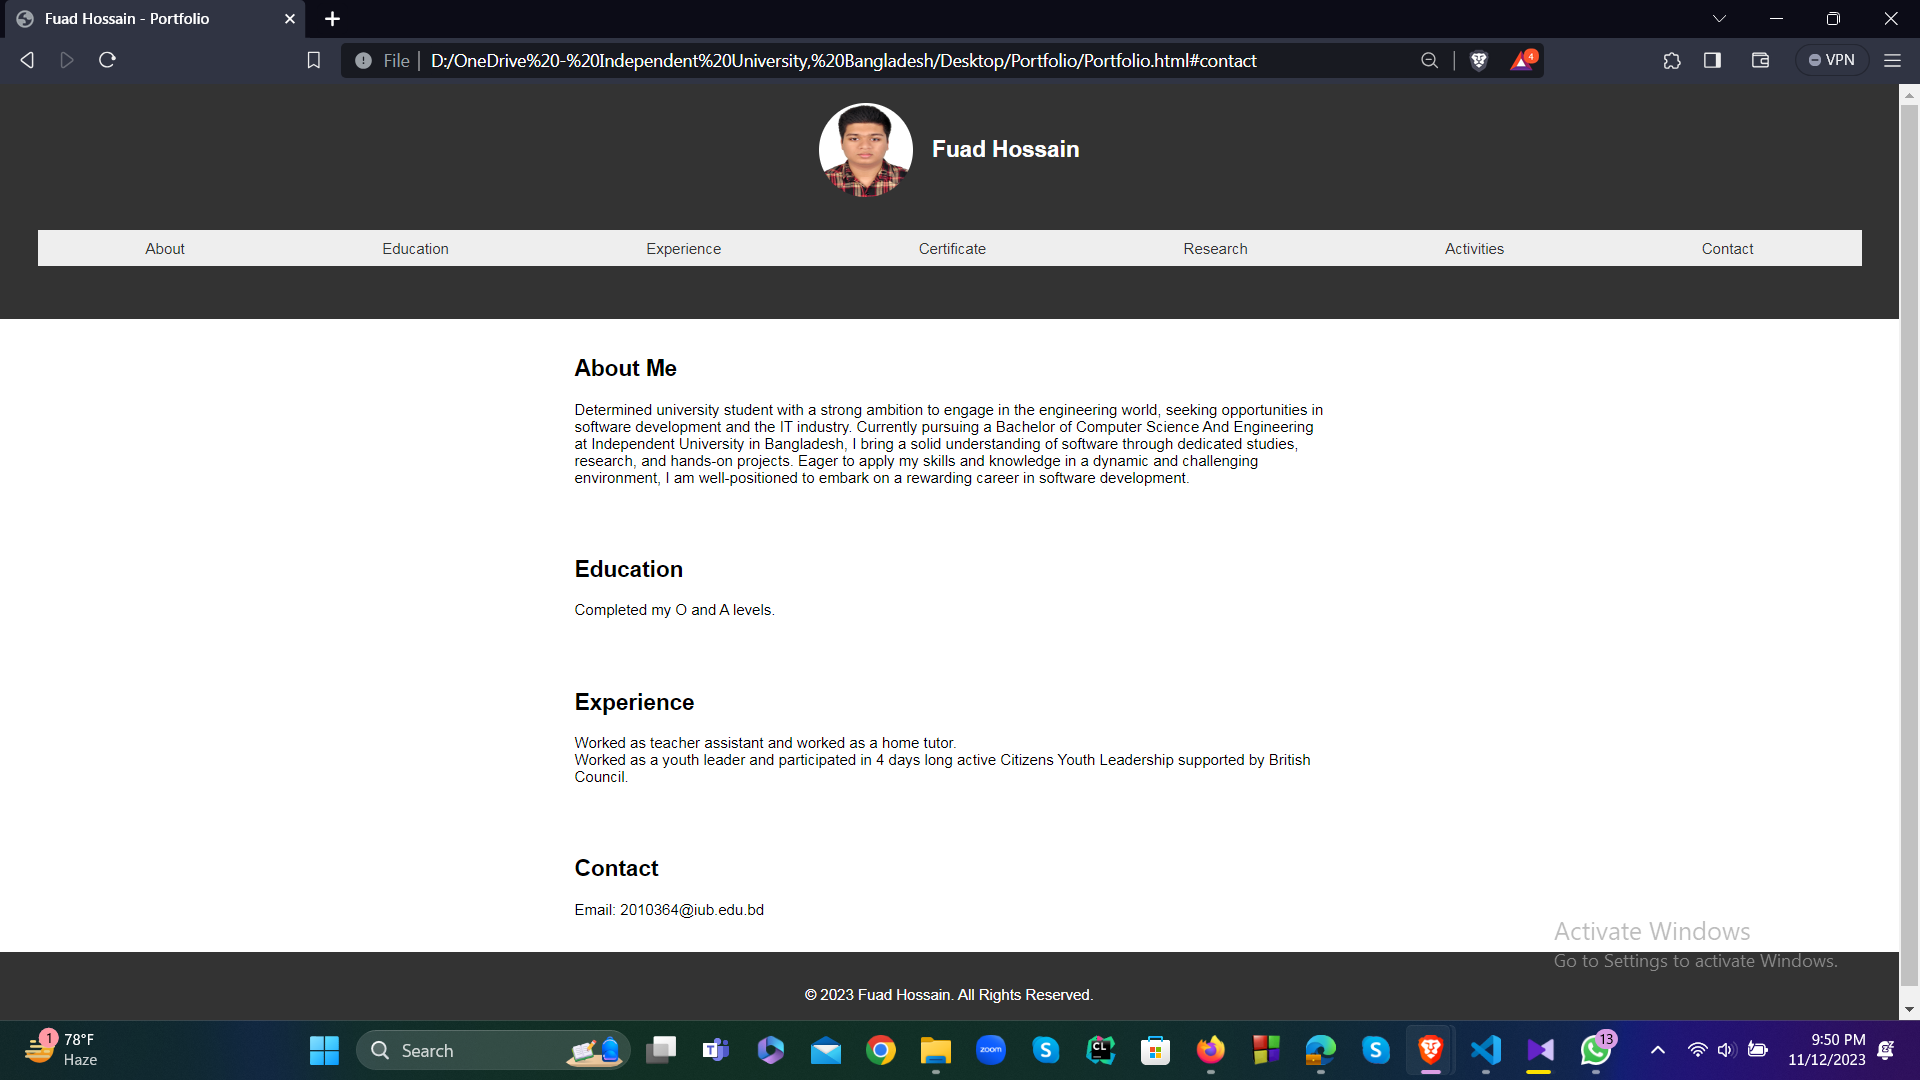 Fuad Hossain - Portfolio
File
D:/OneDrive%20-%20Independent%20University,%20Bangladesh/Desktop/Portfolio/Portfolio.html#contact
4
VPN
Fuad Hossain
About Education Experience Certificate Research Activities Contact
About Me
Determined university student with a strong ambition to engage in the engineering world, seeking opportunities in
software development and the IT industry. Currently pursuing a Bachelor of Computer Science And Engineering
at Independent University in Bangladesh, I bring a solid understanding of software through dedicated studies,
research, and hands-on projects. Eager to apply my skills and knowledge in a dynamic and challenging
environment, I am well-positioned to embark on a rewarding career in software development.
Education
Completed my O and A levels.
Experience
Worked as teacher assistant and worked as a home tutor.
Worked as a youth leader and participated in 4 days long active Citizens Youth Leadership supported by British
Council.
Contact
Email: 2010364@iub.edu.bd
Activate Windows
Go to Settings to activate Windows.
© 2023 Fuad Hossain. All Rights Reserved.
1
78°F
Haze
Search
zoom
CL
13
9:50 PM
11/12/2023